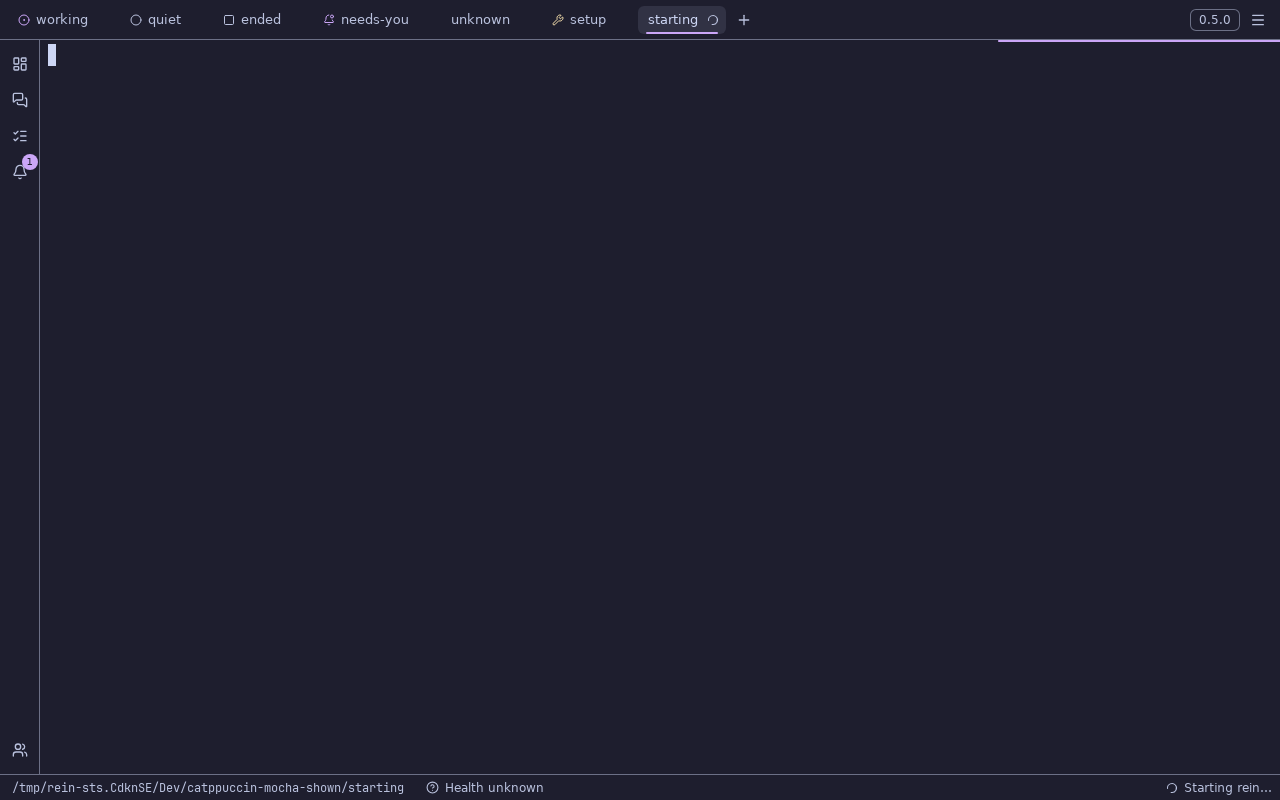 working quiet ended needs-you unknown setup starting 0.5.0
1
/tmp/rein-sts.CdknSE/Dev/catppuccin-mocha-shown/starting Health unknown Starting rein...